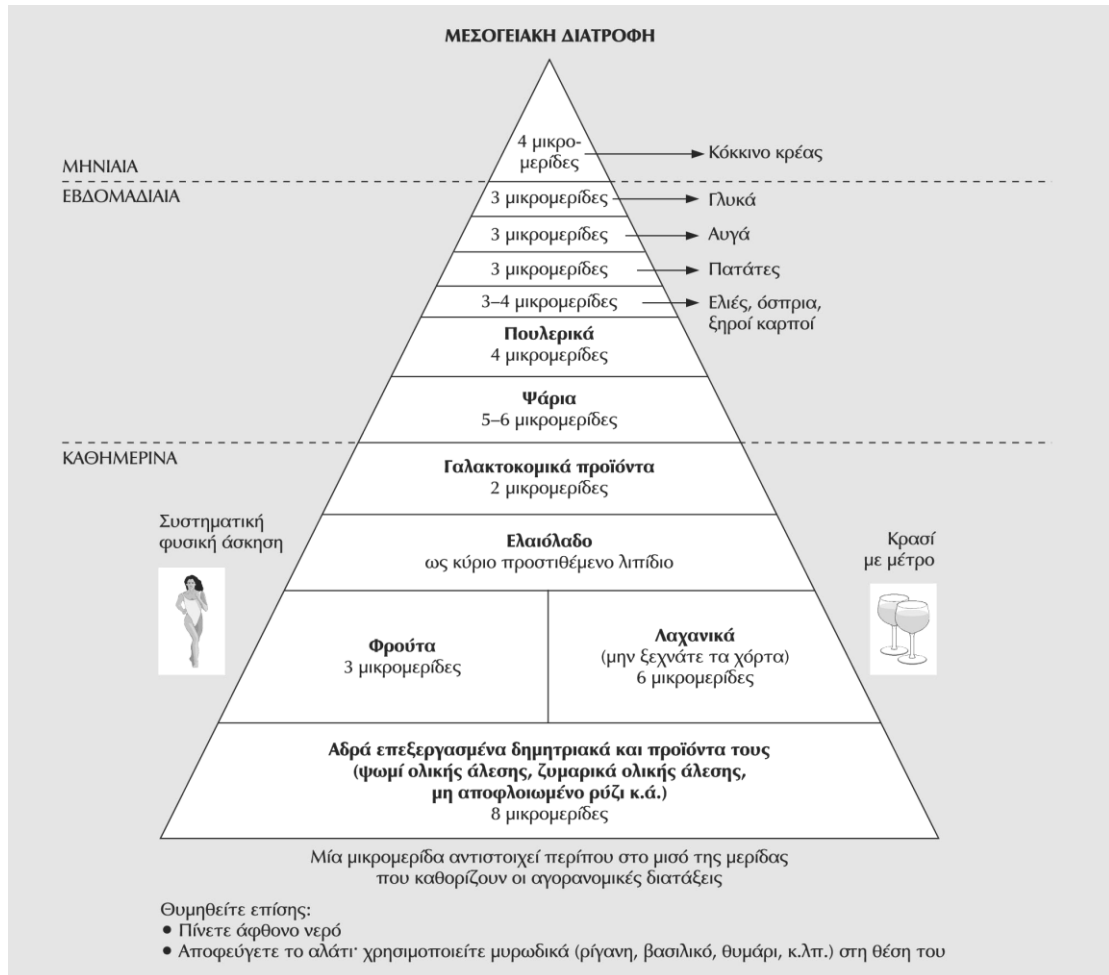 ΜΕΣΟΓΕΙΑΚΗ ΔΙΑΤΡΟΦΗ
4 μικρο-
μερίδες
Κόκκινο κρέας
ΜΗΝΙΑΙΑ
ΕΒΔΟΜΑΔΙΑΙΑ
3 μικρομερίδες
Γλυκά
3 μικρομερίδες
Αυγά
3 μικρομερίδες
Πατάτες
3–4 μικρομερίδες
Ελιές, όσπρια,
ξηροί καρποί
Πουλερικά
4 μικρομερίδες
Ψάρια
5–6 μικρομερίδες
ΚΑΘΗΜΕΡΙΝΑ
Γαλακτοκομικά προϊόντα
2 μικρομερίδες
Συστηματική
φυσική άσκηση
Ελαιόλαδο
ως κύριο προστιθέμενο λιπίδιο
Κρασί
με μέτρο
Φρούτα
3 μικρομερίδες
Λαχανικά
(μην ξεχνάτε τα χόρτα)
6 μικρομερίδες
Αδρά επεξεργασμένα δημητριακά και προϊόντα τους
(ψωμί ολικής άλεσης, ζυμαρικά ολικής άλεσης,
μη αποφλοιωμένο ρύζι κ.ά.)
8 μικρομερίδες
Μία μικρομερίδα αντιστοιχεί περίπου στο μισό της μερίδας
που καθορίζουν οι αγορανομικές διατάξεις
Θυμηθείτε επίσης:
• Πίνετε άφθονο νερό
• Αποφεύγετε το αλάτι· χρησιμοποιείτε μυρωδικά (ρίγανη, βασιλικό, θυμάρι, κ.λπ.) στη θέση του